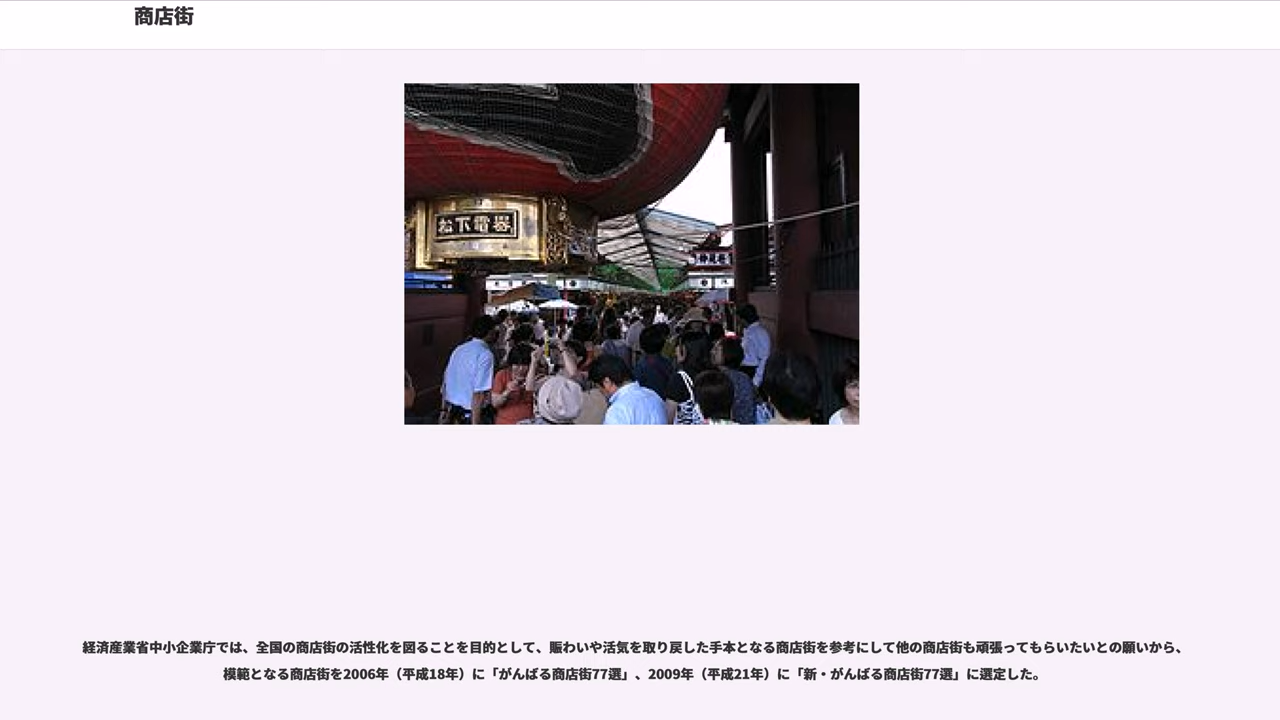 商店街
松下電器
経済産業省中小企業庁では、全国の商店街の活性化を図ることを目的として、賑わいや活気を取り戻した手本となる商店街を参考にして他の商店街も頑張ってもらいたいとの願いから、
模範となる商店街を2006年（平成18年）に「がんばる商店街77選」、2009年（平成21年）に「新・がんばる商店街77選」に選定した。